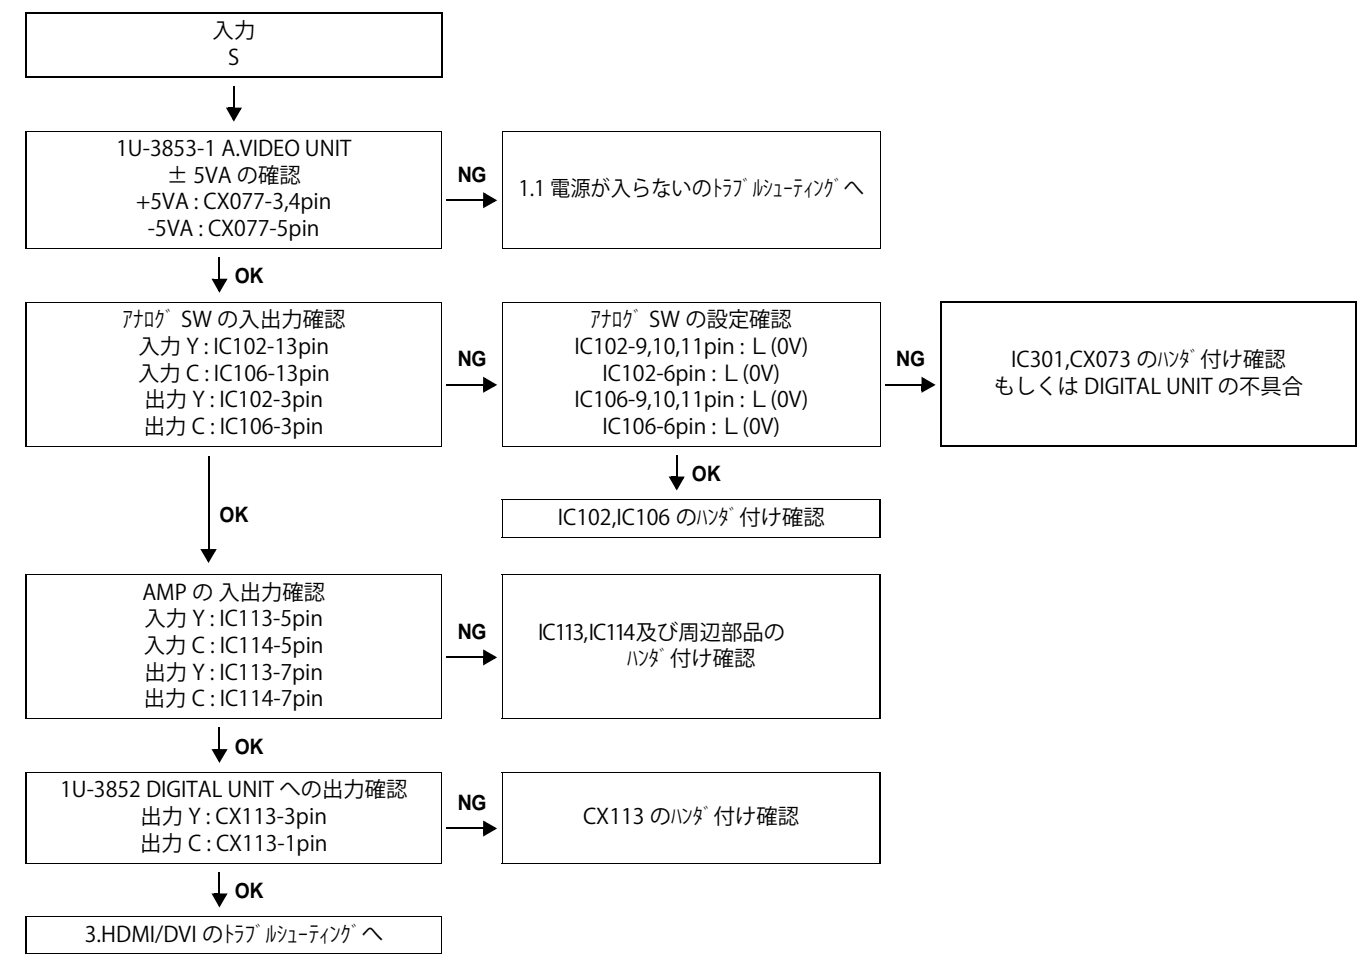 入力
S
1U-3853-1 A.VIDEO UNIT
± 5VA の確認
+5VA : CX077-3,4pin
-5VA : CX077-5pin
NG
1.1 電源が入らないのﾄﾗﾌﾞﾙｼｭｰﾃｨﾝｸﾞへ
OK
ｱﾅﾛｸﾞ SW の入出力確認
入力 Y : IC102-13pin
入力 C : IC106-13pin
出力 Y : IC102-3pin
出力 C : IC106-3pin
NG
ｱﾅﾛｸﾞ SW の設定確認
IC102-9,10,11pin : L (0V)
IC102-6pin : L (0V)
IC106-9,10,11pin : L (0V)
IC106-6pin : L (0V)
NG
IC301,CX073 のﾊﾝﾀﾞ付け確認
もしくは DIGITAL UNIT の不具合
OK
IC102,IC106 のﾊﾝﾀﾞ付け確認
OK
AMP の 入出力確認
入力 Y : IC113-5pin
入力 C : IC114-5pin
出力 Y : IC113-7pin
出力 C : IC114-7pin
NG
IC113,IC114及び周辺部品の
ﾊﾝﾀﾞ付け確認
OK
1U-3852 DIGITAL UNIT への出力確認
出力 Y : CX113-3pin
出力 C : CX113-1pin
NG
CX113 のﾊﾝﾀﾞ付け確認
OK
3.HDMI/DVI のﾄﾗﾌﾞﾙｼｭｰﾃｨﾝｸﾞへ